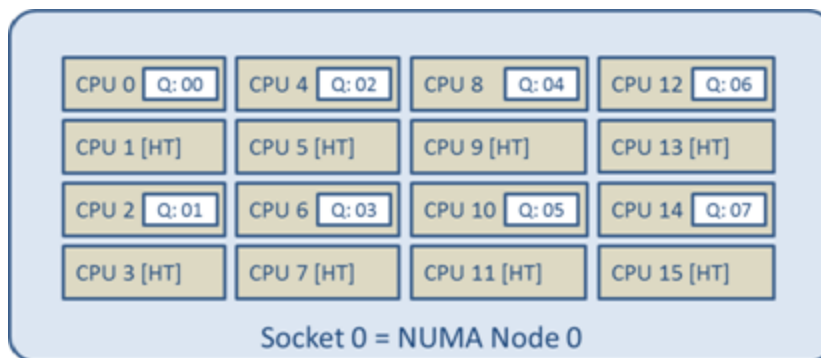 CPU 0 Q: 00 CPU 4 Q: 02 CPU 8 Q: 04 CPU 12 Q: 06
CPU 1 [HT] CPU 5 [HT] CPU 9 [HT] CPU 13 [HT]
CPU 2 Q: 01 CPU 6 Q: 03 CPU 10 Q: 05 CPU 14 Q: 07
CPU 3 [HT] CPU 7 [HT] CPU 11 [HT] CPU 15 [HT]
Socket 0 = NUMA Node 0